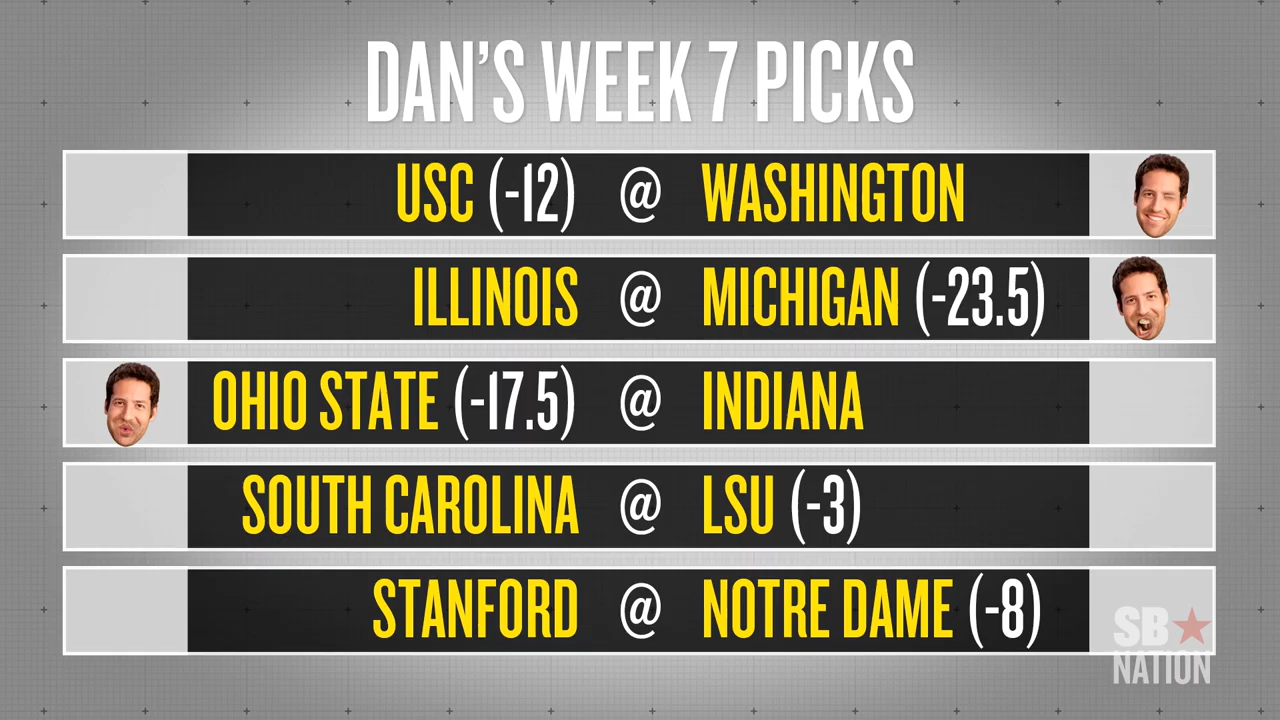 DAN'S WEEK 7 PICKS
USC (-12) @ WASHINGTON
ILLINOIS @ MICHIGAN (-23.5)
OHIO STATE (-17.5) @ INDIANA
SOUTH CAROLINA @ LSU (-3)
STANFORD @ NOTRE DAME (-8)
SB NATION